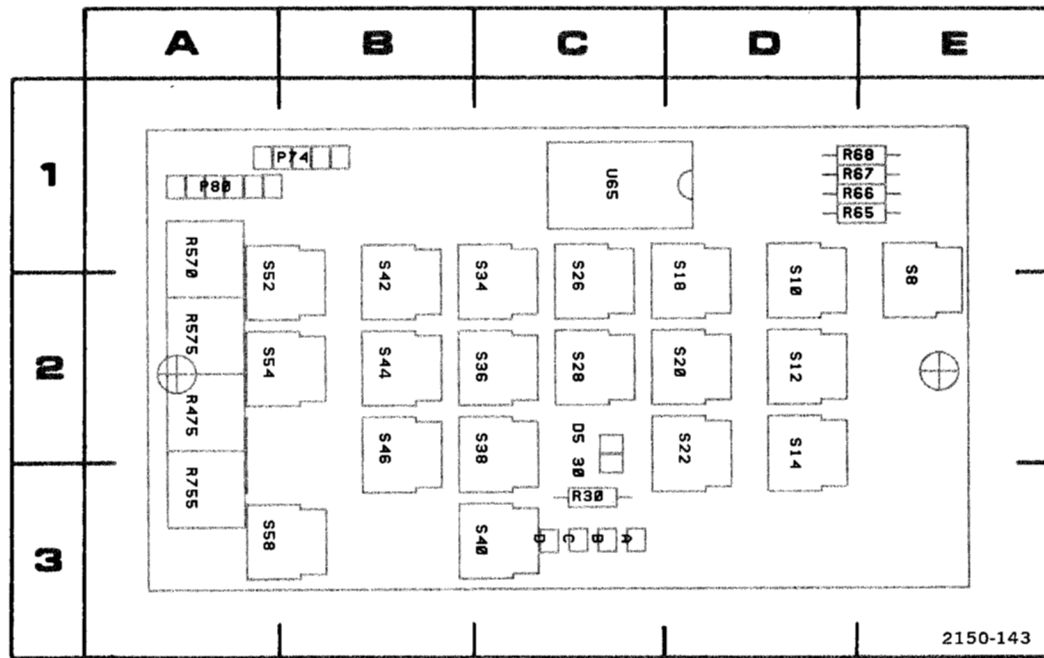 A B C D E
1
P74
P80
U65
R68
R67
R66
R65
R570
S52
S42
S34
S26
S18
S10
S8
2
R575
S54
S44
S36
S28
S20
S12
R475
S46
S38
DS 30
S22
S14
R755
R30
3
S58
S40
D C B A
2150-143